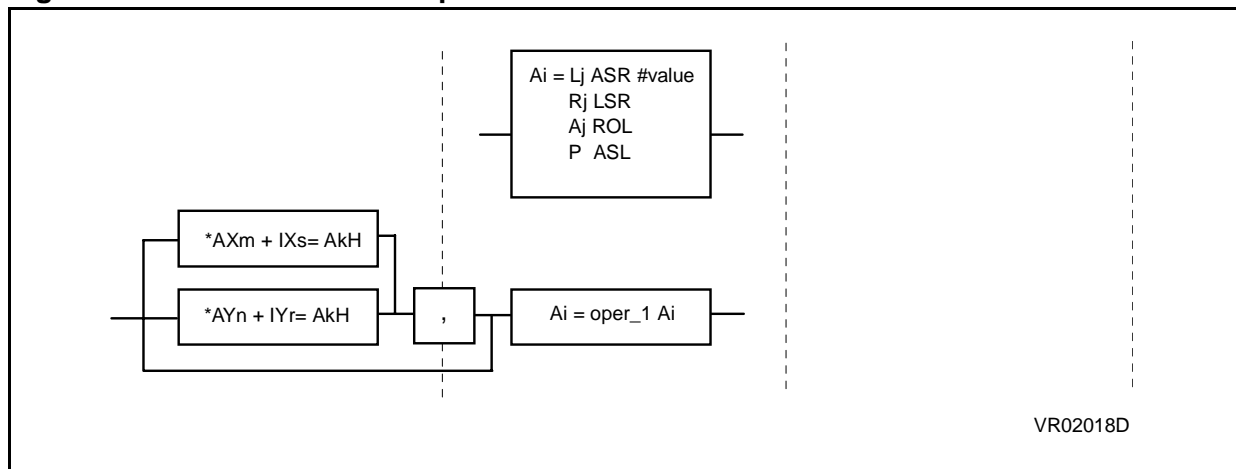 Ai = Lj ASR #value
Rj LSR
Aj ROL
P ASL
*AXm + IXs= AkH
*AYn + IYr= AkH
,
Ai = oper_1 Ai
VR02018D